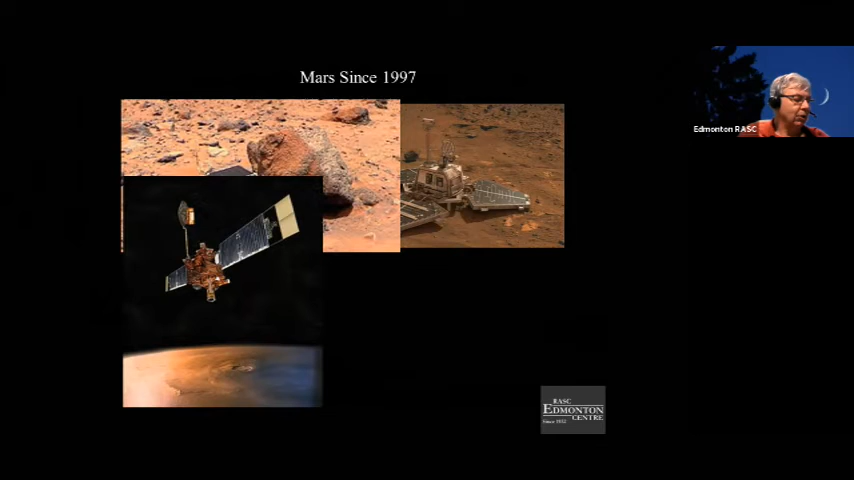 Mars Since 1997
Edmonton RASC
RASC
EDMONTON
CENTRE
Since 1932